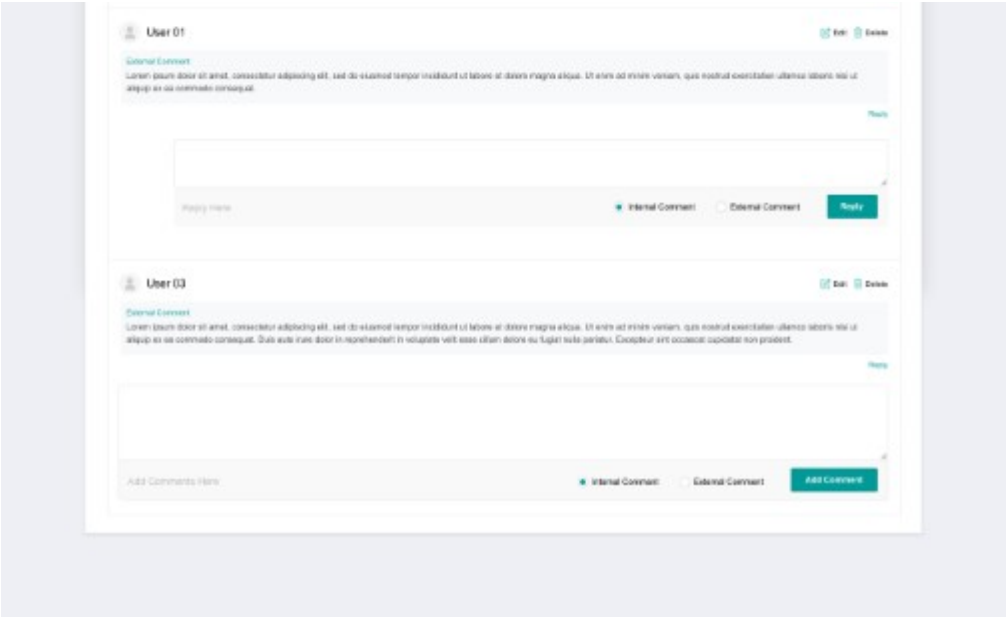 User 01
Edit Delete
External Comment
Lorem ipsum dolor sit amet, consectetur adipiscing elit, sed do eiusmod tempor incididunt ut labore et dolore magna aliqua. Ut enim ad minim veniam, quis nostrud exercitation ullamco laboris nisi ut
aliquip ex ea commodo consequat.
Reply
Reply Here
Internal Comment External Comment Reply
User 03
Edit Delete
External Comment
Lorem ipsum dolor sit amet, consectetur adipiscing elit, sed do eiusmod tempor incididunt ut labore et dolore magna aliqua. Ut enim ad minim veniam, quis nostrud exercitation ullamco laboris nisi ut
aliquip ex ea commodo consequat. Duis aute irure dolor in reprehenderit in voluptate velit esse cillum dolore eu fugiat nulla pariatur. Excepteur sint occaecat cupidatat non proident.
Reply
Add Comments Here
Internal Comment External Comment Add Comment